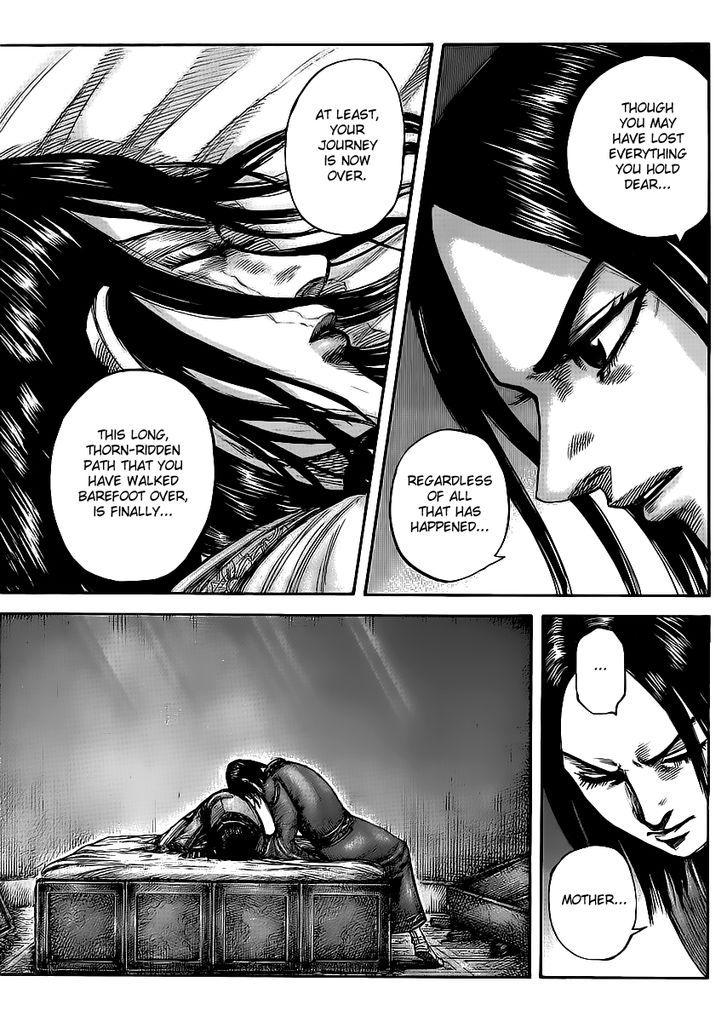 THOUGH
YOU MAY
HAVE LOST
EVERYTHING
YOU HOLD
DEAR...
REGARDLESS
OF ALL
THAT HAS
HAPPENED...
AT LEAST,
YOUR
JOURNEY
IS NOW
OVER.
THIS LONG,
THORN-RIDDEN
PATH THAT YOU
HAVE WALKED
BAREFOOT OVER,
IS FINALLY...
...
MOTHER...